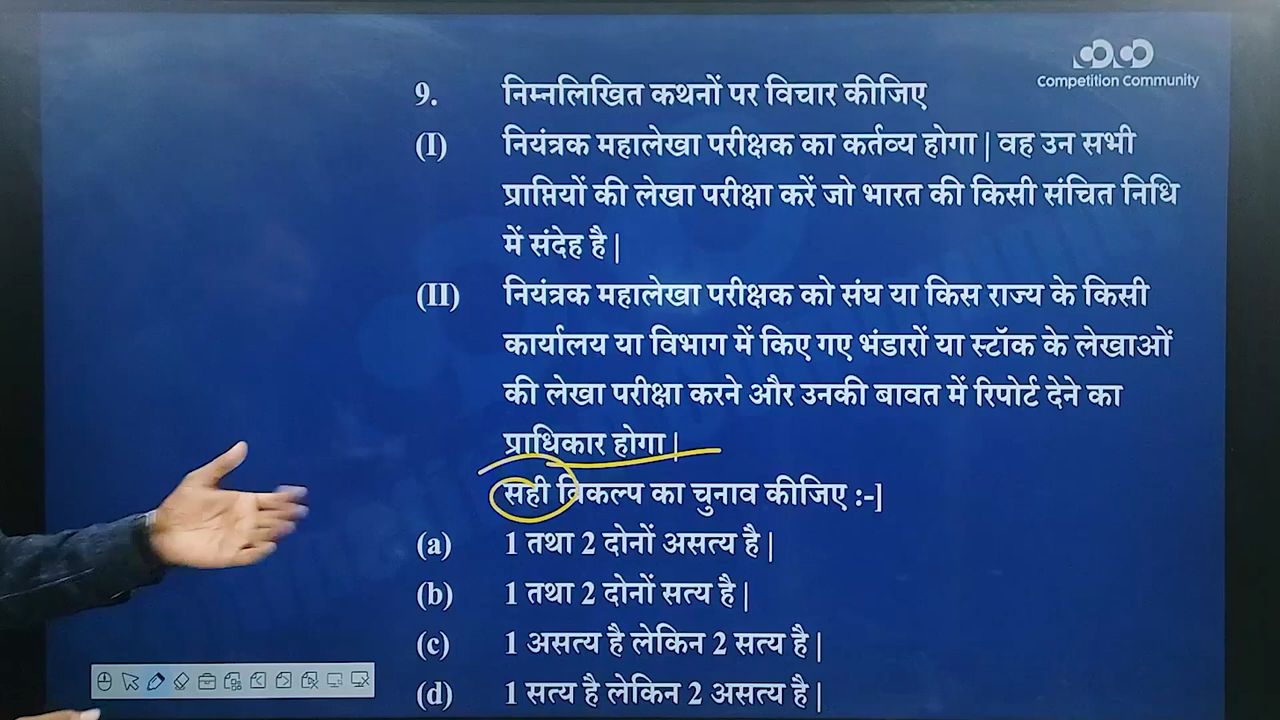 Competition Community
9. निम्नलिखित कथनों पर विचार कीजिए
(I) नियंत्रक महालेखा परीक्षक का कर्तव्य होगा | वह उन सभी
प्राप्तियों की लेखा परीक्षा करें जो भारत की किसी संचित निधि
में संदेह है |
(II) नियंत्रक महालेखा परीक्षक को संघ या किस राज्य के किसी
कार्यालय या विभाग में किए गए भंडारों या स्टॉक के लेखाओं
की लेखा परीक्षा करने और उनकी बावत में रिपोर्ट देने का
प्राधिकार होगा |
सही विकल्प का चुनाव कीजिए :-]
(a) 1 तथा 2 दोनों असत्य है |
(b) 1 तथा 2 दोनों सत्य है |
(c) 1 असत्य है लेकिन 2 सत्य है |
(d) 1 सत्य है लेकिन 2 असत्य है |